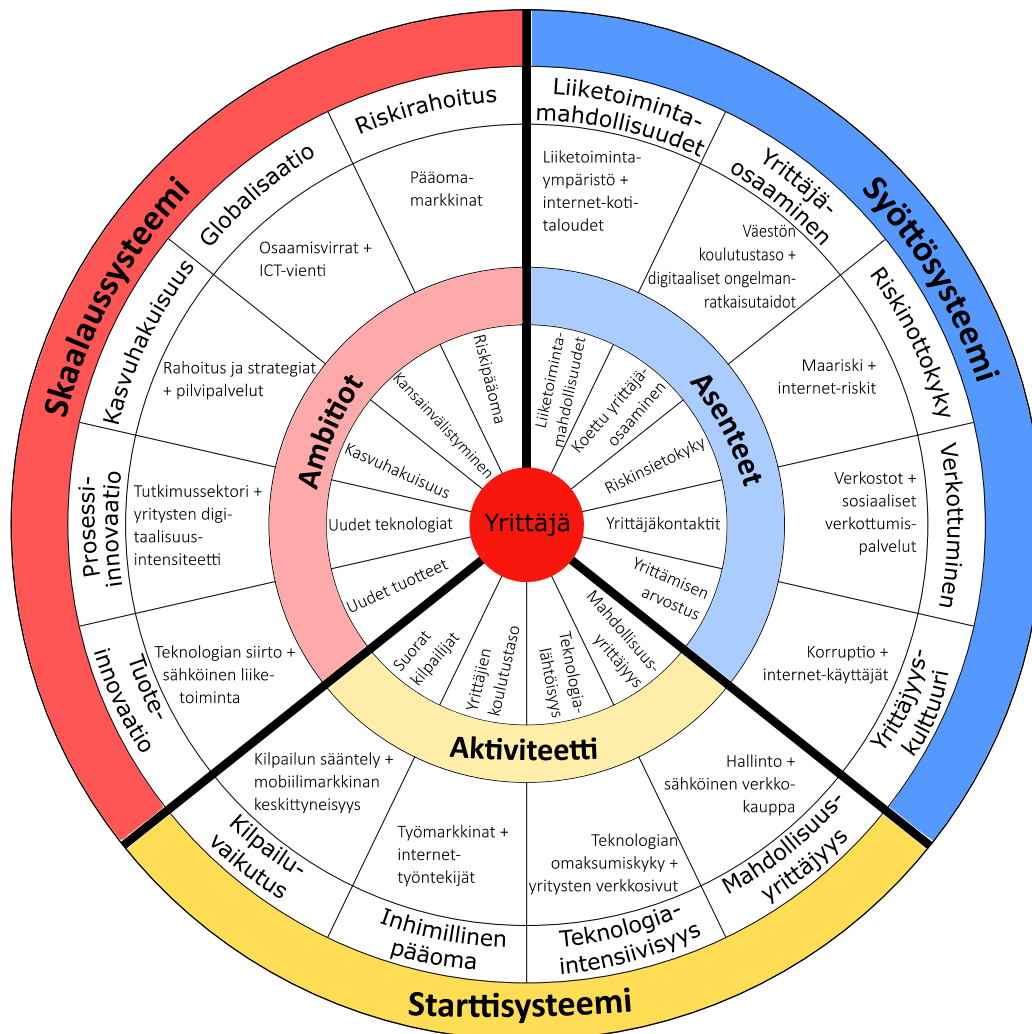 Syöttösysteemi
Liiketoiminta-
mahdollisuudet
Yrittäjä-
osaaminen
Riskinottokyky
Verkottuminen
Yrittäjyys-
kulttuuri
Liiketoiminta-
ympäristö +
internet-koti-
taloudet
Väestön
koulutustaso +
digitaaliset ongelman-
ratkaisutaidot
Maariski +
internet-riskit
Verkostot +
sosiaaliset
verkottumis-
palvelut
Korruptio +
internet-käyttäjät
Asenteet
Liiketoiminta-
mahdollisuudet
Koettu yrittäjä-
osaaminen
Riskinsietokyky
Yrittäjäkontaktit
Yrittämisen
arvostus
Starttisysteemi
Mahdollisuus-
yrittäjyys
Teknologia-
intensiivisyys
Inhimillinen
pääoma
Kilpailu-
vaikutus
Hallinto +
sähköinen verkko-
kauppa
Teknologian
omaksumiskyky +
yritysten verkkosivut
Työmarkkinat +
internet-
työntekijät
Kilpailun sääntely +
mobiilimarkkinan
keskittyneisyys
Aktiviteetti
Mahdollisuus-
yrittäjyys
Teknologia-
lähtöisyys
Yrittäjien
koulutustaso
Suorat
kilpailijat
Skaalaussysteemi
Tuote-
innovaatio
Prosessi-
innovaatio
Kasvuhakuisuus
Globalisaatio
Riskirahoitus
Teknologian siirto +
sähköinen liike-
toiminta
Tutkimussektori +
yritysten digi-
taalisuus-
intensiteetti
Rahoitus ja strategiat
+ pilvipalvelut
Osaamisvirrat +
ICT-vienti
Pääoma-
markkinat
Ambitiot
Uudet tuotteet
Uudet teknologiat
Kasvuhakuisuus
Kansainvälistyminen
Riskipääoma
Yrittäjä